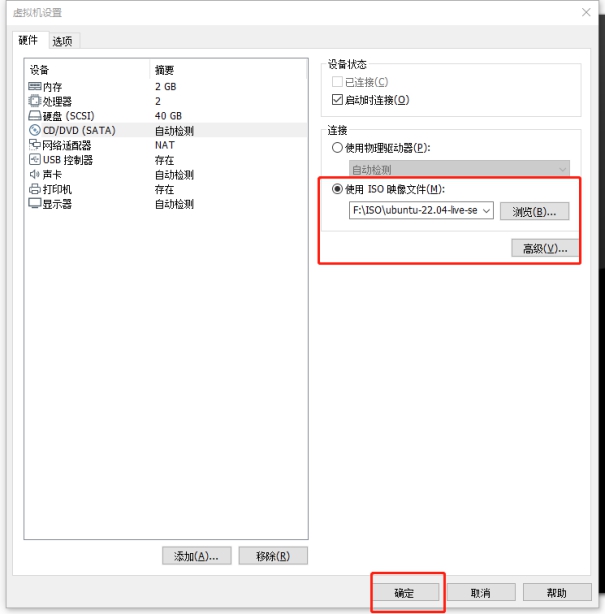 虚拟机设置
硬件 选项
设备 摘要
内存 2 GB
处理器 2
硬盘 (SCSI) 40 GB
CD/DVD (SATA) 自动检测
网络适配器 NAT
USB 控制器 存在
声卡 自动检测
打印机 存在
显示器 自动检测
添加(A)... 移除(R)
设备状态
已连接(C)
启动时连接(O)
连接
使用物理驱动器(P):
自动检测
使用 ISO 映像文件(M):
F:\ISO\ubuntu-22.04-live-se 浏览(B)...
高级(V)...
确定 取消 帮助